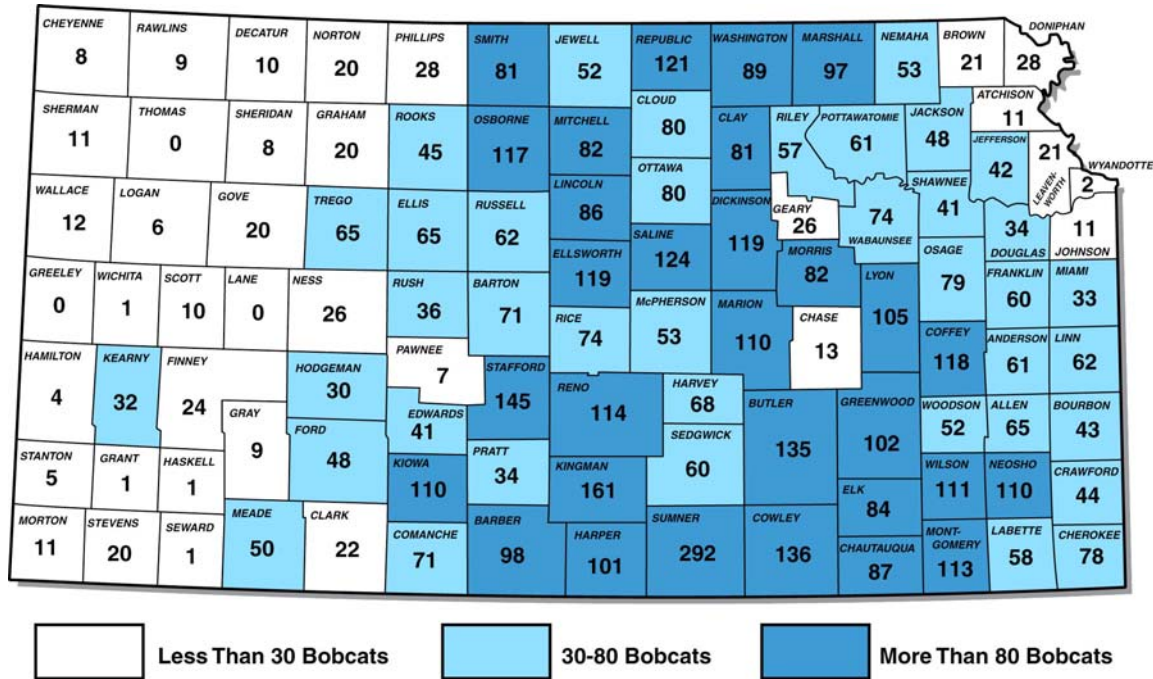 CHEYENNE
8
RAWLINS
9
DECATUR
10
NORTON
20
PHILLIPS
28
SMITH
81
JEWELL
52
REPUBLIC
121
WASHINGTON
89
MARSHALL
97
NEMAHA
53
BROWN
21
DONIPHAN
28
SHERMAN
11
THOMAS
0
SHERIDAN
8
GRAHAM
20
ROOKS
45
OSBORNE
117
MITCHELL
82
CLOUD
80
CLAY
81
RILEY
57
POTTAWATOMIE
61
JACKSON
48
ATCHISON
11
JEFFERSON
42
21
LEAVEN-
WORTH
WYANDOTTE
2
WALLACE
12
LOGAN
6
GOVE
20
TREGO
65
ELLIS
65
RUSSELL
62
LINCOLN
86
OTTAWA
80
DICKINSON
119
GEARY
26
74
WABAUNSEE
SHAWNEE
41
34
DOUGLAS
11
JOHNSON
ELLSWORTH
119
SALINE
124
MORRIS
82
LYON
105
OSAGE
79
FRANKLIN
60
MIAMI
33
GREELEY
0
WICHITA
1
SCOTT
10
LANE
0
NESS
26
RUSH
36
BARTON
71
RICE
74
McPHERSON
53
MARION
110
CHASE
13
COFFEY
118
ANDERSON
61
LINN
62
HAMILTON
4
KEARNY
32
FINNEY
24
HODGEMAN
30
PAWNEE
7
STAFFORD
145
RENO
114
HARVEY
68
BUTLER
135
GREENWOOD
102
WOODSON
52
ALLEN
65
BOURBON
43
GRAY
9
FORD
48
EDWARDS
41
PRATT
34
KINGMAN
161
SEDGWICK
60
STANTON
5
GRANT
1
HASKELL
1
KIOWA
110
ELK
84
WILSON
111
NEOSHO
110
CRAWFORD
44
MORTON
11
STEVENS
20
SEWARD
1
MEADE
50
CLARK
22
COMANCHE
71
BARBER
98
HARPER
101
SUMNER
292
COWLEY
136
CHAUTAUQUA
87
MONT-
GOMERY
113
LABETTE
58
CHEROKEE
78
Less Than 30 Bobcats
30-80 Bobcats
More Than 80 Bobcats